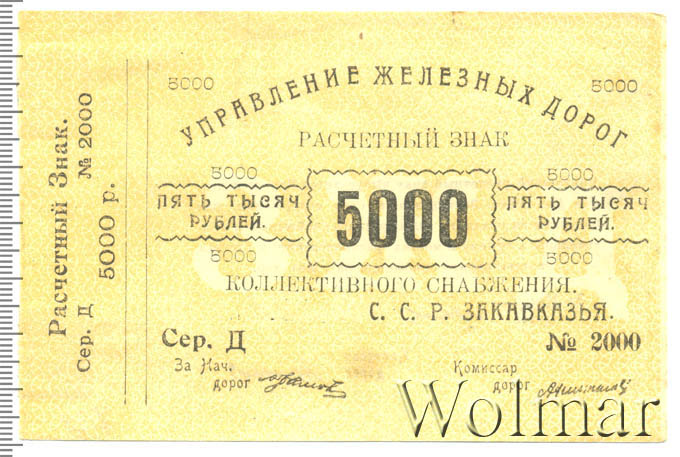 Расчетный Знак.
Сер. Д № 2000
5000 р.
5000 5000
УПРАВЛЕНИЕ ЖЕЛЕЗНЫХ ДОРОГ
РАСЧЕТНЫЙ ЗНАК
5000 5000
ПЯТЬ ТЫСЯЧ РУБЛЕЙ.
5000
ПЯТЬ ТЫСЯЧ РУБЛЕЙ.
5000 5000
КОЛЛЕКТИВНОГО СНАБЖЕНИЯ.
С. С. Р. ЗАКАВКАЗЬЯ.
Сер. Д № 2000
За Нач. дорог
Комиссар дорог
Wolmar